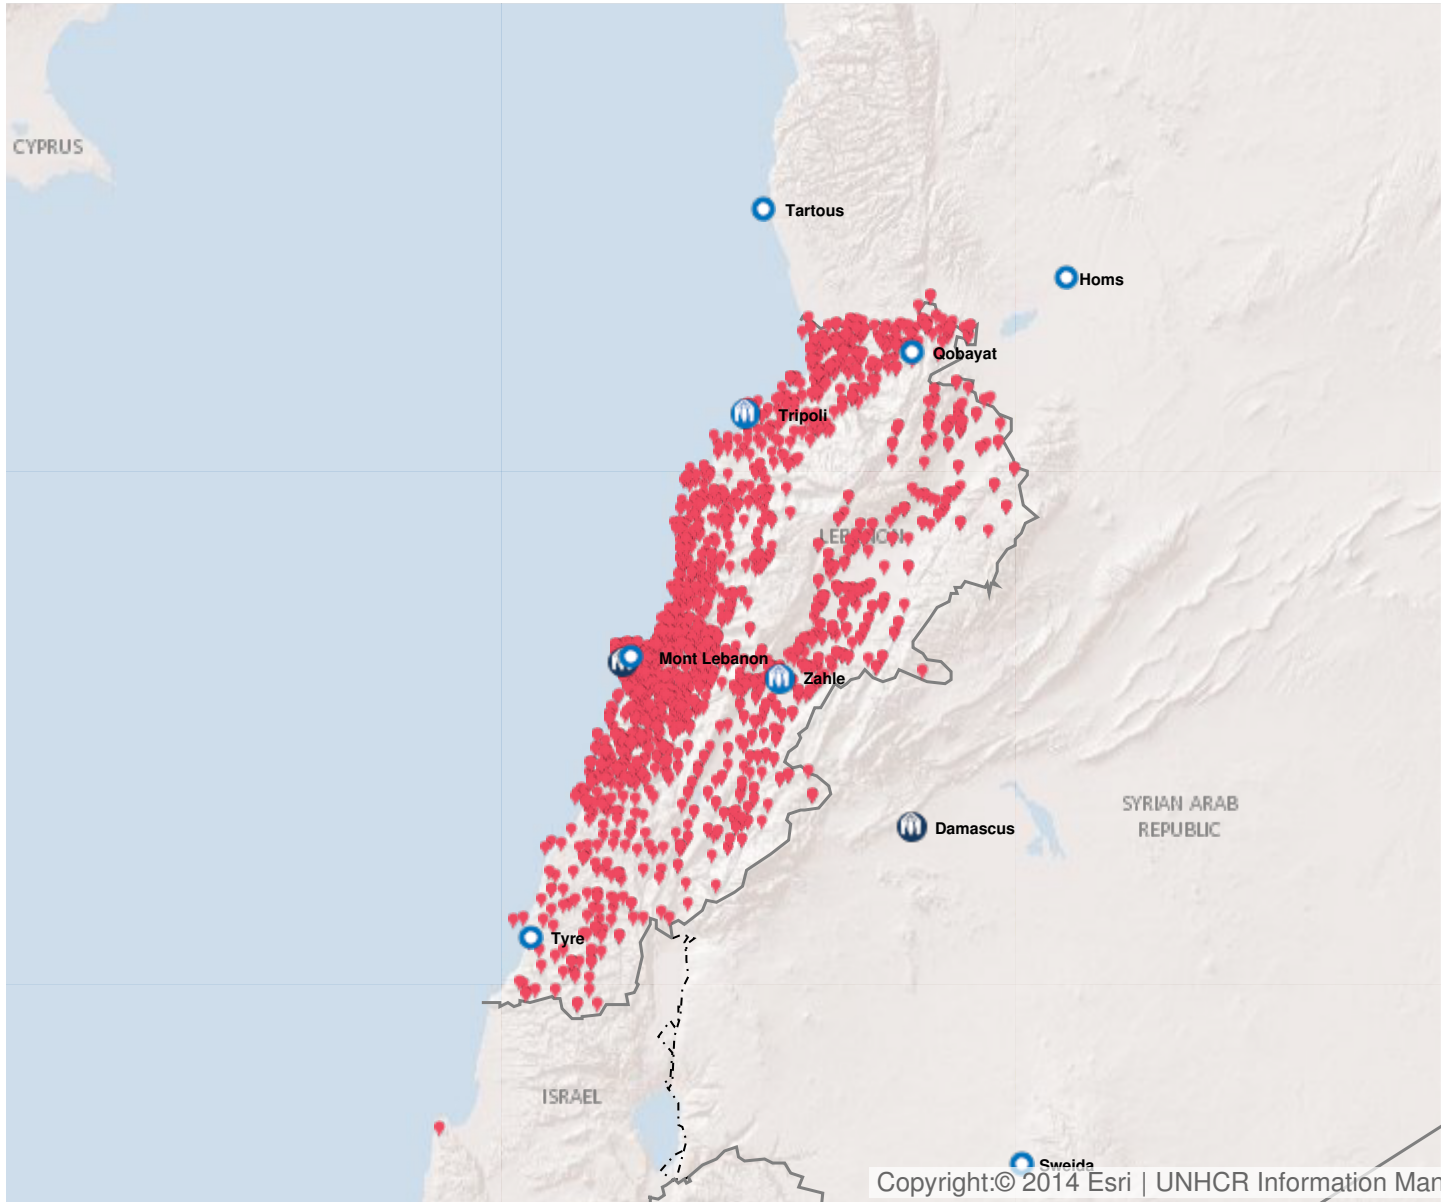 CYPRUS
Tartous
Homs
Qobayat
Tripoli
LEBANON
Mont Lebanon
Zahle
SYRIAN ARAB
REPUBLIC
Damascus
Tyre
ISRAEL
Sweida
Copyright:© 2014 Esri | UNHCR Information Man